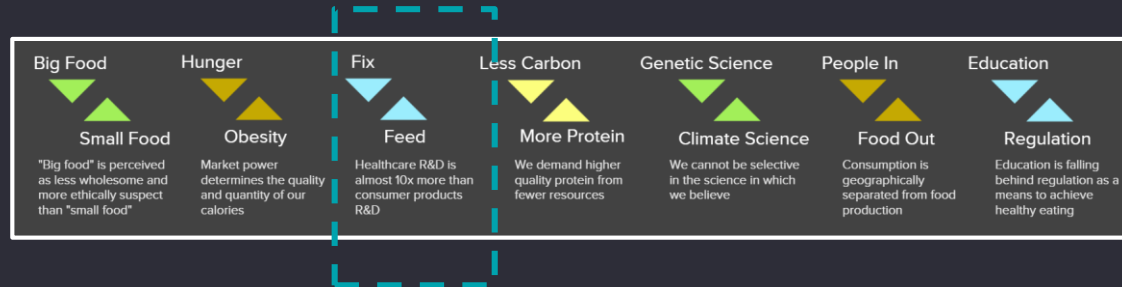 Big Food
Small Food
"Big food" is perceived
as less wholesome and
more ethically suspect
than "small food"
Hunger
Obesity
Market power
determines the quality
and quantity of our
calories
Fix
Feed
Healthcare R&D is
almost 10x more than
consumer products
R&D
Less Carbon
More Protein
We demand higher
quality protein from
fewer resources
Genetic Science
Climate Science
We cannot be selective
in the science in which
we believe
People In
Food Out
Consumption is
geographically
separated from food
production
Education
Regulation
Education is falling
behind regulation as a
means to achieve
healthy eating